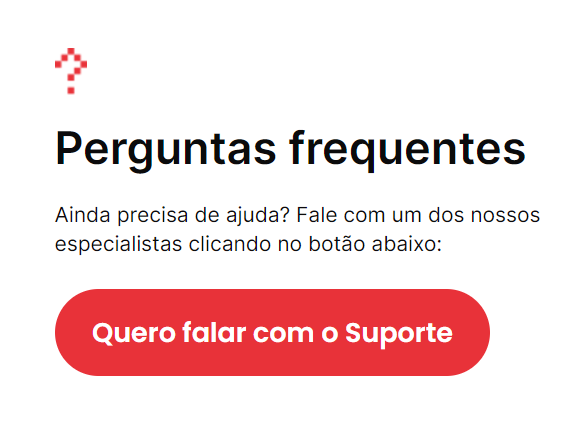 ?
Perguntas frequentes
Ainda precisa de ajuda? Fale com um dos nossos
especialistas clicando no botão abaixo:
Quero falar com o Suporte